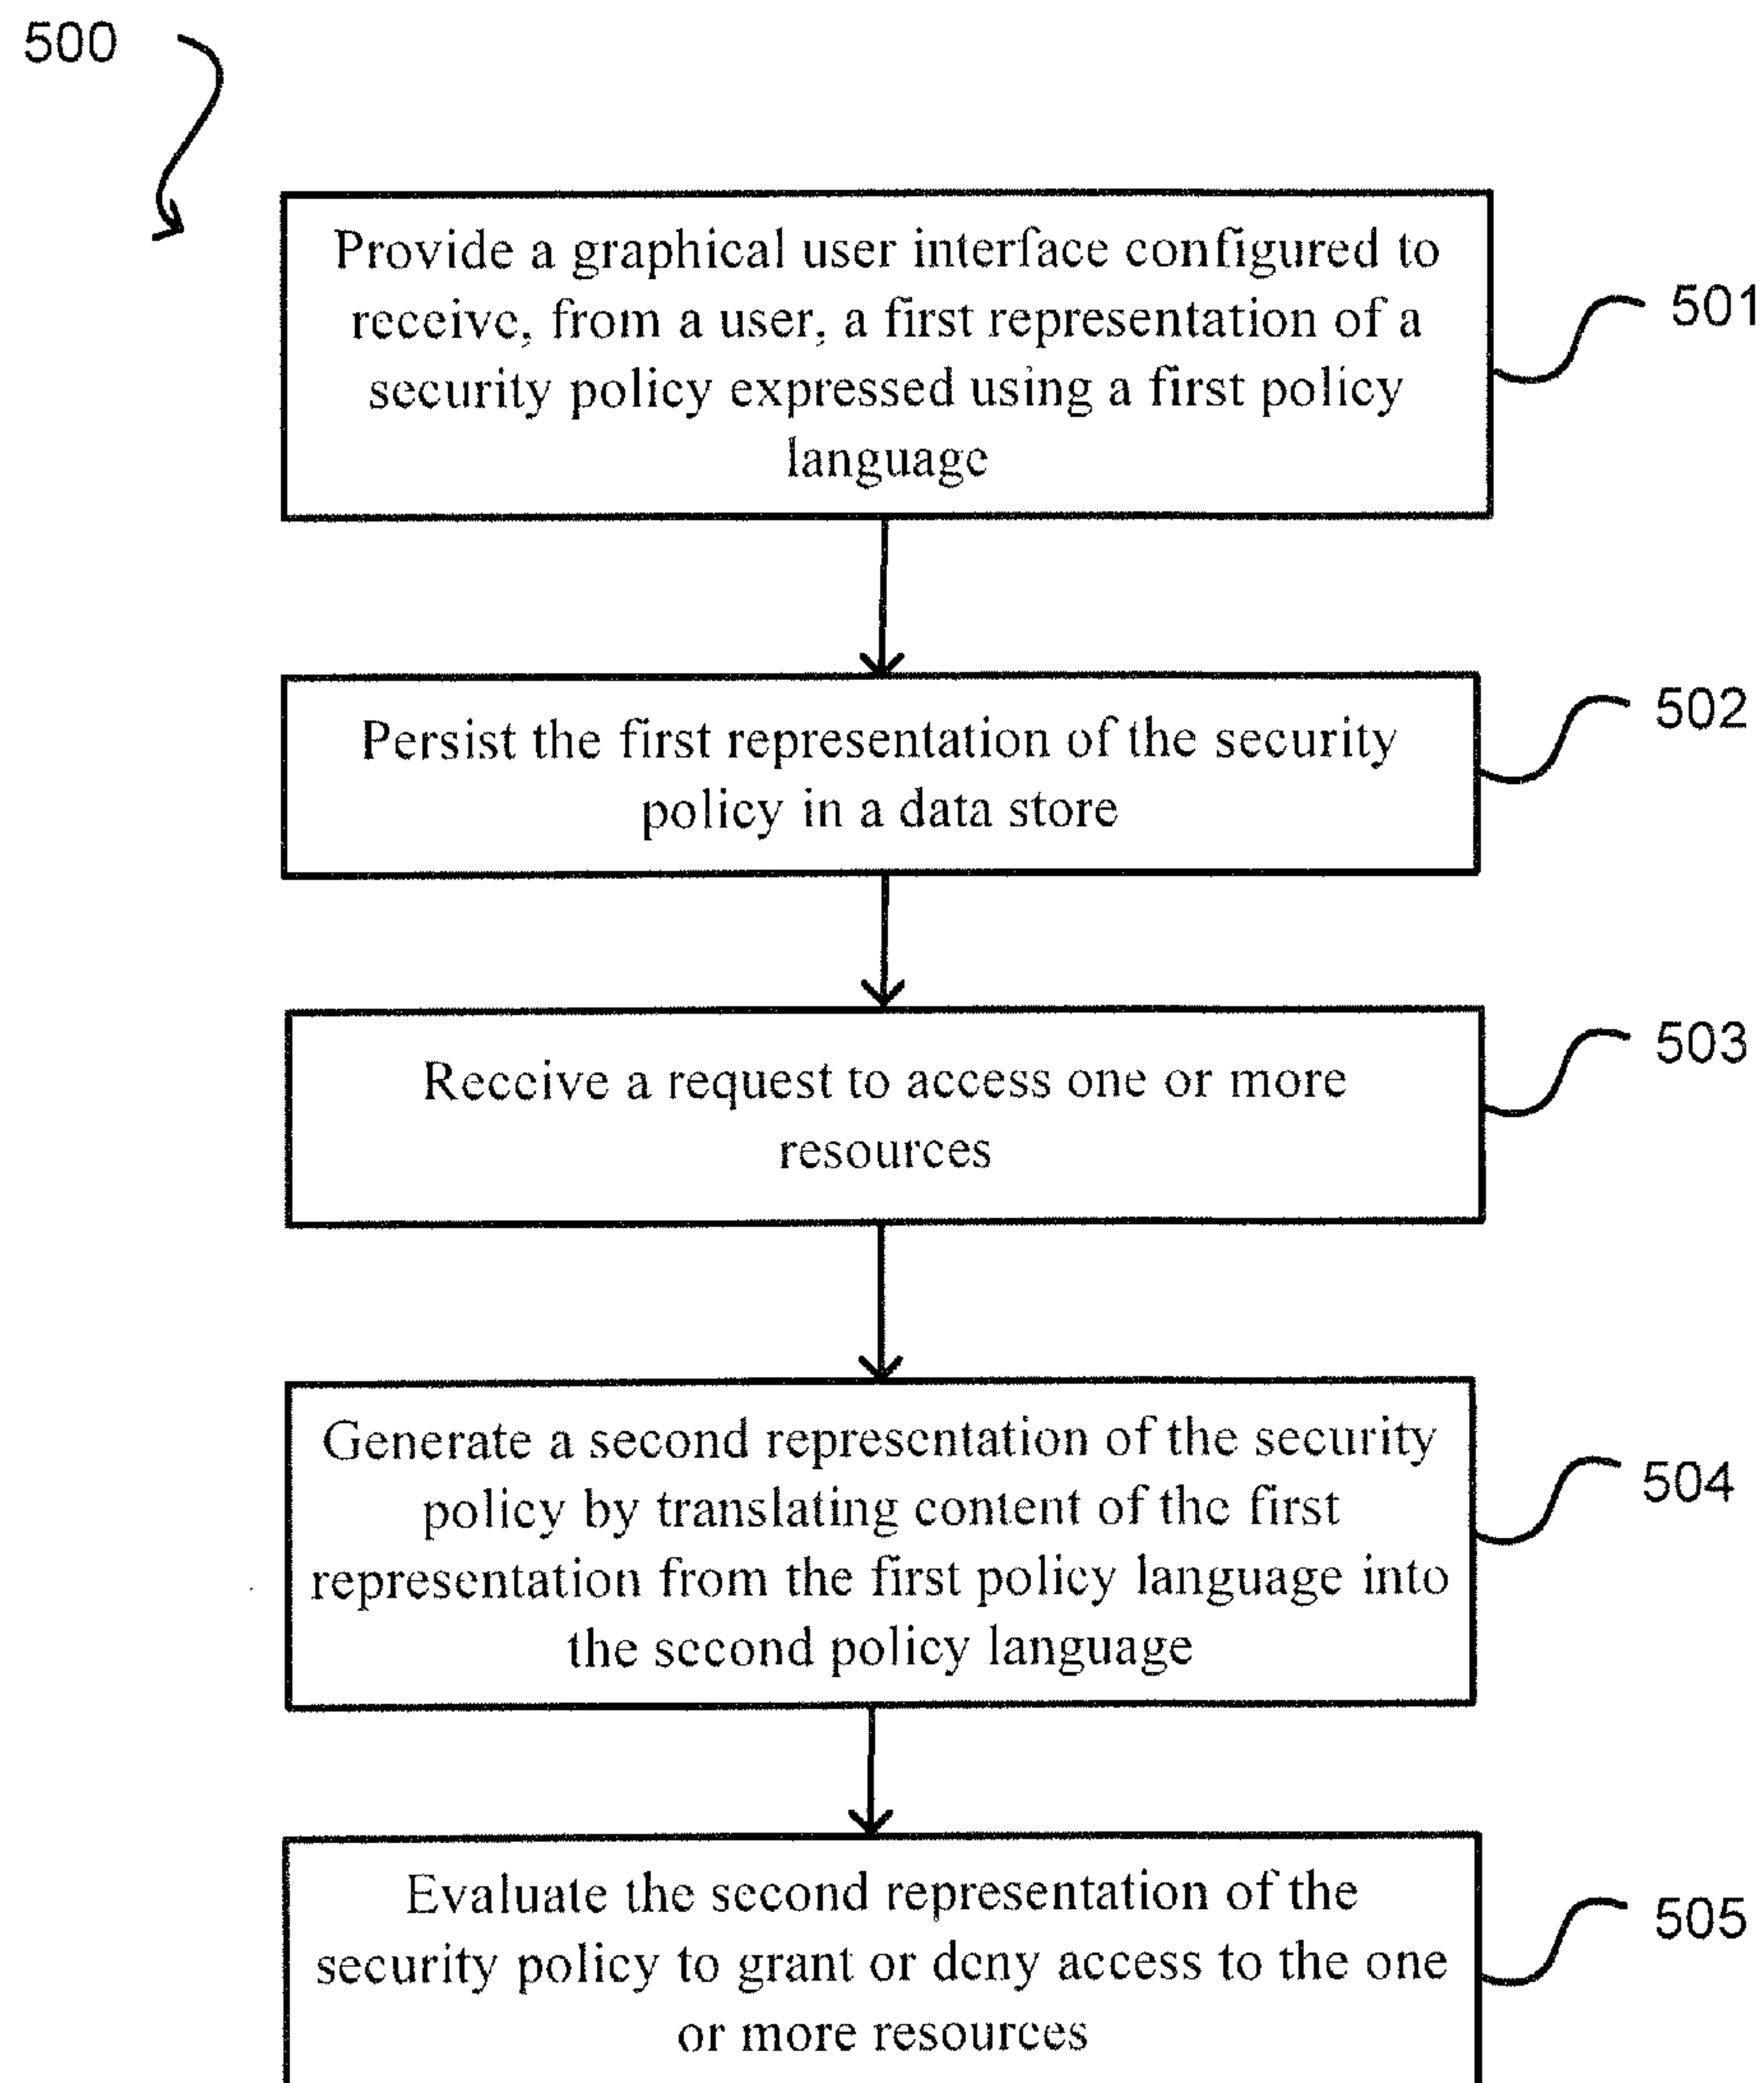 500
Provide a graphical user interface configured to
receive, from a user, a first representation of a
security policy expressed using a first policy
language
501
Persist the first representation of the security
policy in a data store
502
Receive a request to access one or more
resources
503
Generate a second representation of the security
policy by translating content of the first
representation from the first policy language into
the second policy language
504
Evaluate the second representation of the
security policy to grant or deny access to the one
or more resources
505